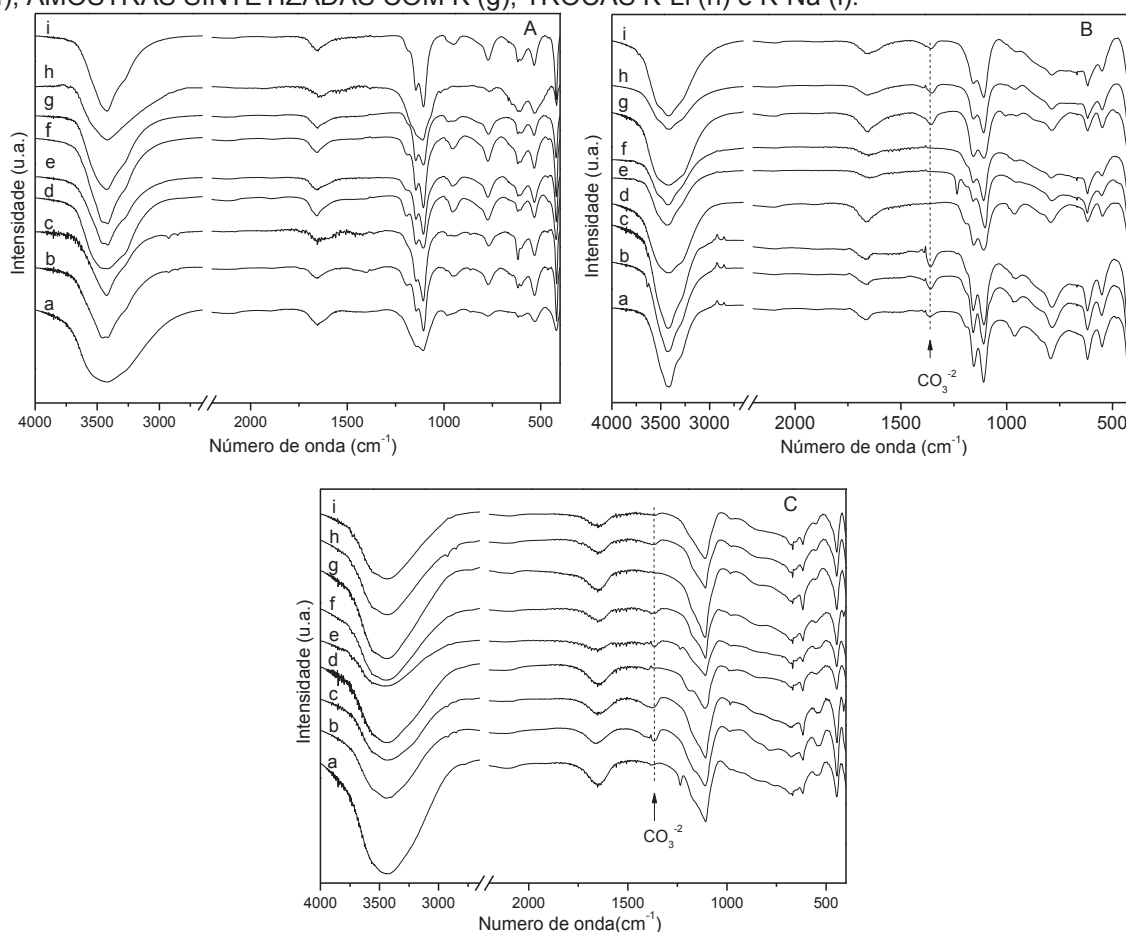 AMOSTRAS SINTETIZADAS COM K (g), TROCAS K-Li (h) e K-Na (i).
A
i
h
g
f
e
d
c
b
a
Intensidade (u.a.)
4000 3500 3000 2000 1500 1000 500
Número de onda (cm-1)
B
i
h
g
f
e
d
c
b
a
Intensidade (u.a.)
CO3-2
4000 3500 3000 2000 1500 1000 500
Número de onda (cm-1)
C
i
h
g
f
e
d
c
b
a
Intensidade (u.a.)
CO3-2
4000 3500 3000 2000 1500 1000 500
Numero de onda(cm-1)